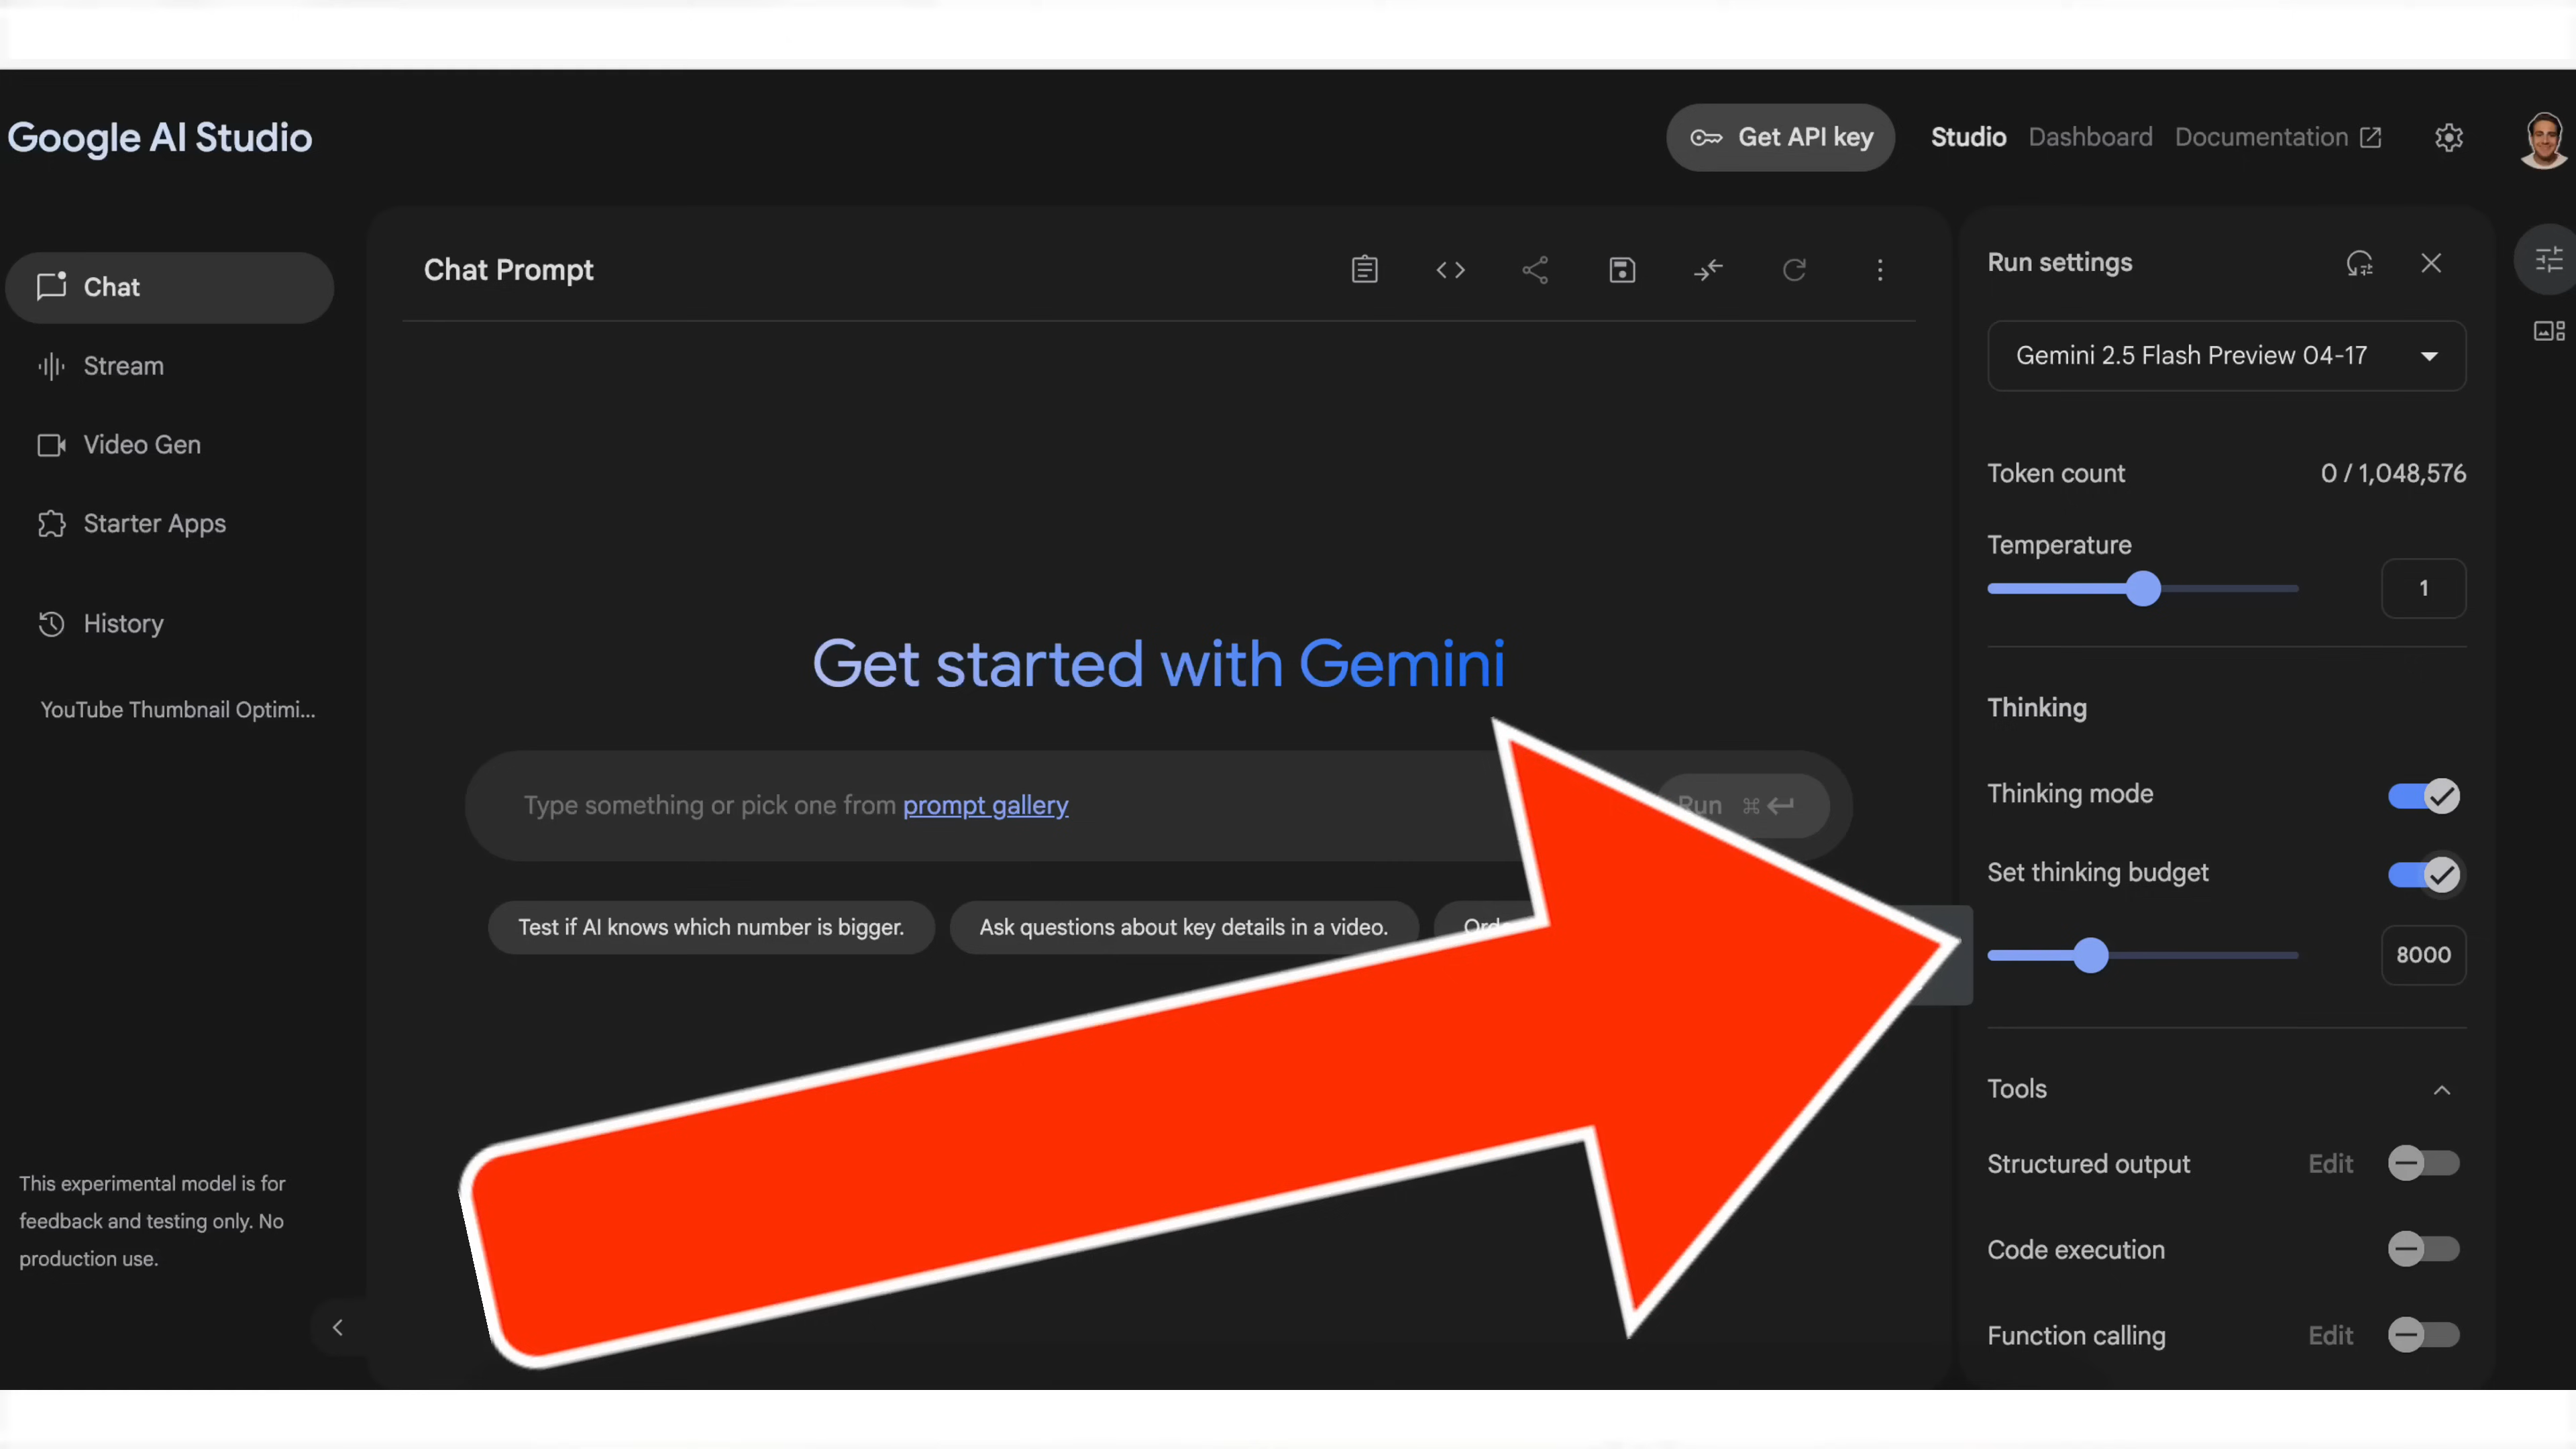 Google AI Studio
Get API key
Studio
Dashboard
Documentation
Chat
Stream
Video Gen
Starter Apps
History
YouTube Thumbnail Optimi...
This experimental model is for
feedback and testing only. No
production use.
Chat Prompt
Get started with Gemini
Type something or pick one from prompt gallery
Run ⌘
Test if AI knows which number is bigger.
Ask questions about key details in a video.
Run settings
Gemini 2.5 Flash Preview 04-17
Token count 0 / 1,048,576
Temperature
1
Thinking
Thinking mode
Set thinking budget
8000
Tools
Structured output Edit
Code execution
Function calling Edit